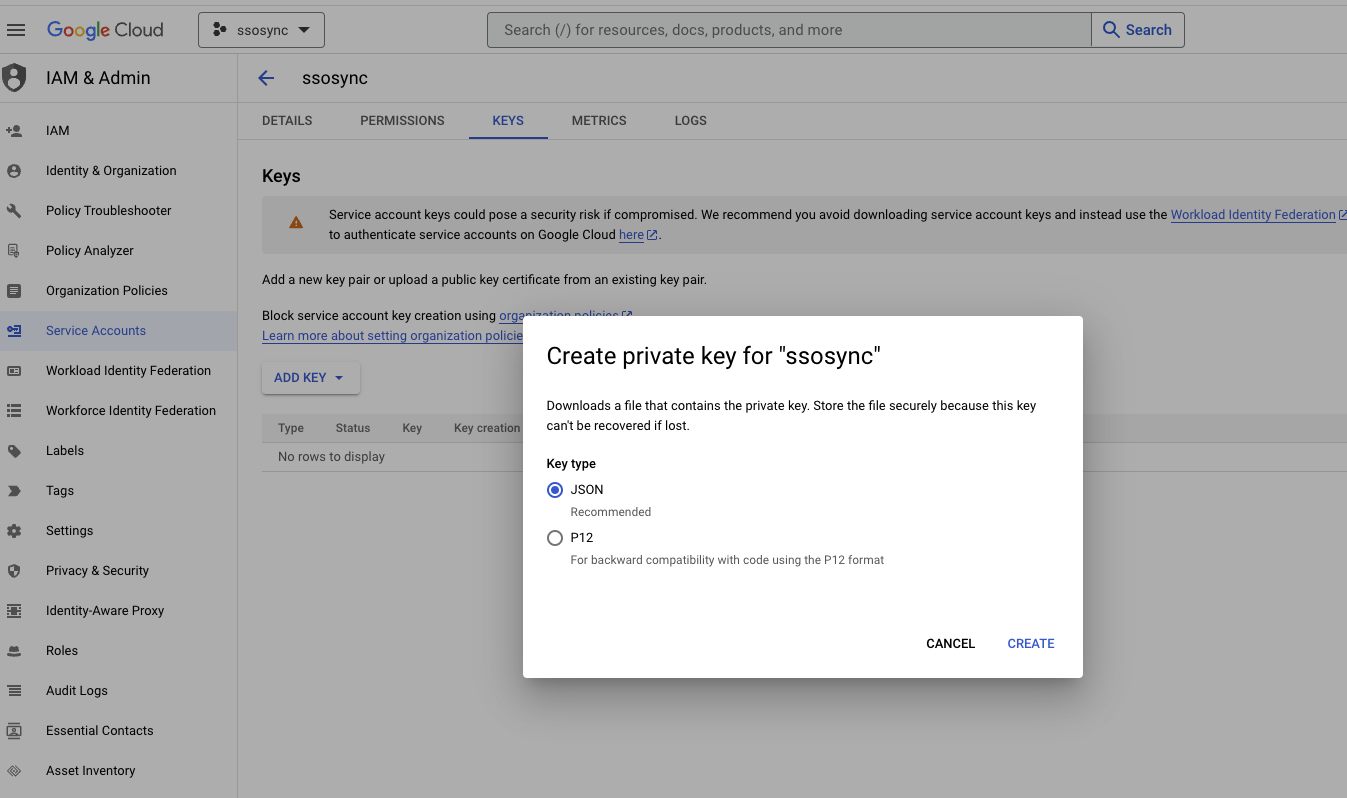 Google Cloud
ssosync
Search (/) for resources, docs, products, and more
Search
IAM & Admin
ssosync
IAM
Identity & Organization
Policy Troubleshooter
Policy Analyzer
Organization Policies
Service Accounts
Workload Identity Federation
Workforce Identity Federation
Labels
Tags
Settings
Privacy & Security
Identity-Aware Proxy
Roles
Audit Logs
Essential Contacts
Asset Inventory
DETAILS PERMISSIONS KEYS METRICS LOGS
Keys
Service account keys could pose a security risk if compromised. We recommend you avoid downloading service account keys and instead use the Workload Identity Federation
to authenticate service accounts on Google Cloud here .
Add a new key pair or upload a public key certificate from an existing key pair.
Block service account key creation using organization policies
Learn more about setting organization policie
ADD KEY
Type Status Key Key creation
No rows to display
Create private key for "ssosync"
Downloads a file that contains the private key. Store the file securely because this key
can't be recovered if lost.
Key type
JSON
Recommended
P12
For backward compatibility with code using the P12 format
CANCEL CREATE